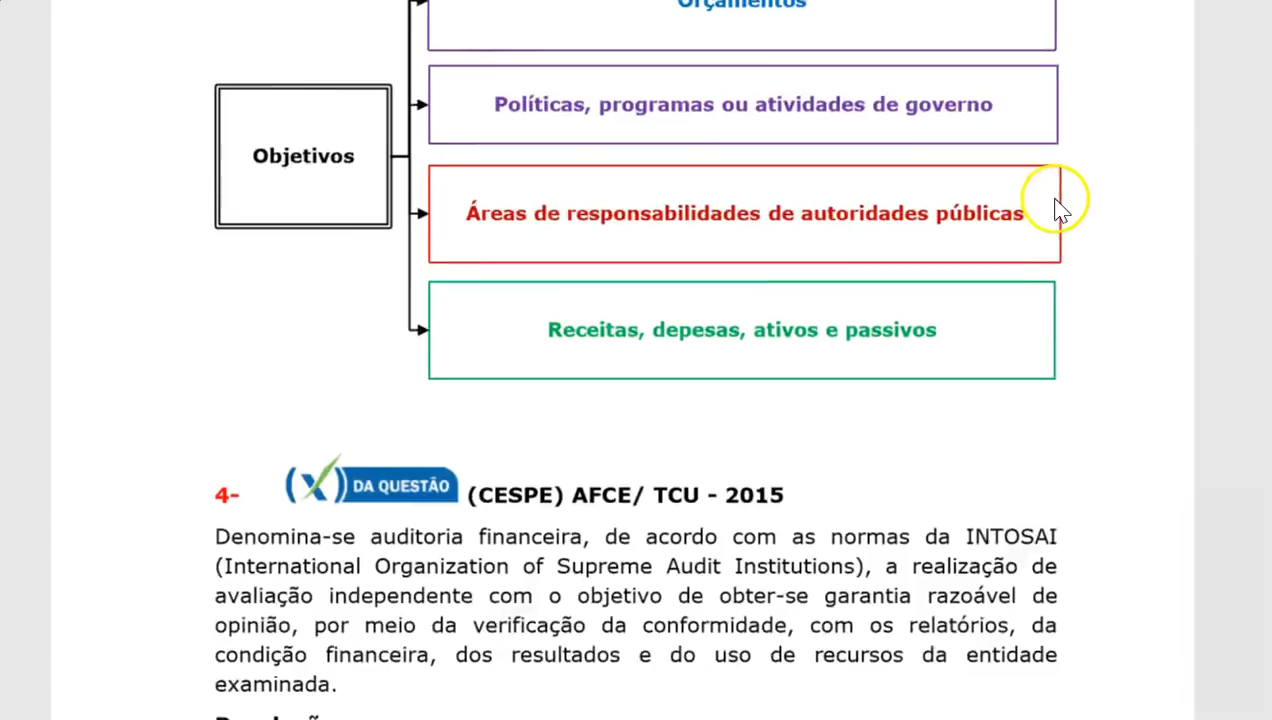 Orçamentos
Políticas, programas ou atividades de governo
Objetivos
Áreas de responsabilidades de autoridades públicas
Receitas, depesas, ativos e passivos
4- (X) DA QUESTÃO (CESPE) AFCE/ TCU - 2015
Denomina-se auditoria financeira, de acordo com as normas da INTOSAI
(International Organization of Supreme Audit Institutions), a realização de
avaliação independente com o objetivo de obter-se garantia razoável de
opinião, por meio da verificação da conformidade, com os relatórios, da
condição financeira, dos resultados e do uso de recursos da entidade
examinada.